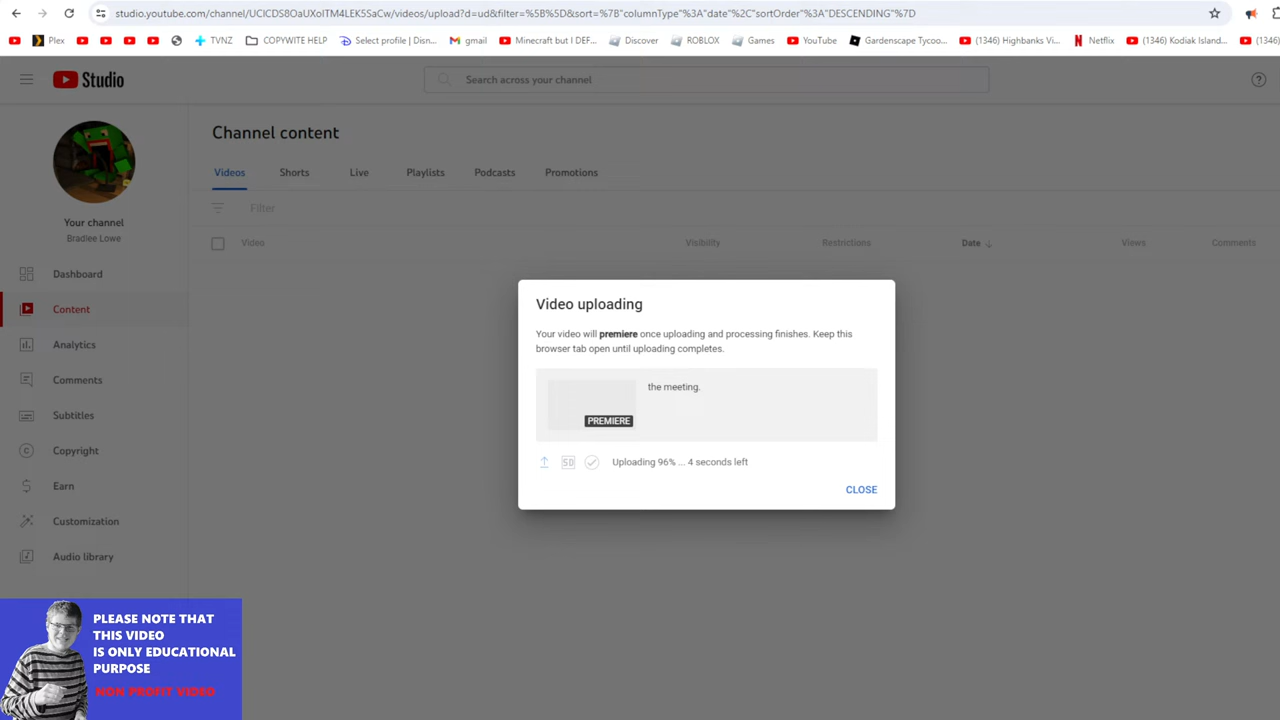 studio.youtube.com/channel/UCICDS8OaUXoITM4LEK5SaCw/videos/upload?d=ud&filter=%5B%5D&sort=%7B"columnType"%3A"date"%2C"sortOrder"%3A"DESCENDING"%7D
Plex TVNZ COPYWITE HELP Select profile | Disn... gmail Minecraft but I DEF... Discover ROBLOX Games YouTube Gardenscape Tycoo... (1346) Highbanks Vi... Netflix (1346) Kodiak Island... (1346)
Studio
Search across your channel
Channel content
Videos Shorts Live Playlists Podcasts Promotions
Filter
Video Visibility Restrictions Date Views Comments
Your channel
Bradlee Lowe
Dashboard
Content
Analytics
Comments
Subtitles
Copyright
Earn
Customization
Audio library
Video uploading
Your video will premiere once uploading and processing finishes. Keep this
browser tab open until uploading completes.
the meeting.
PREMIERE
SD Uploading 96% ... 4 seconds left
CLOSE
PLEASE NOTE THAT
THIS VIDEO
IS ONLY EDUCATIONAL
PURPOSE
NON PROFIT VIDEO